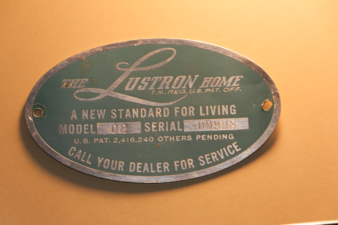 THE LUSTRON HOME
T.M. REG. U.S. PAT. OFF.
A NEW STANDARD FOR LIVING
MODEL 02 SERIAL
U.S. PAT. 2,416,240 OTHERS PENDING
CALL YOUR DEALER FOR SERVICE